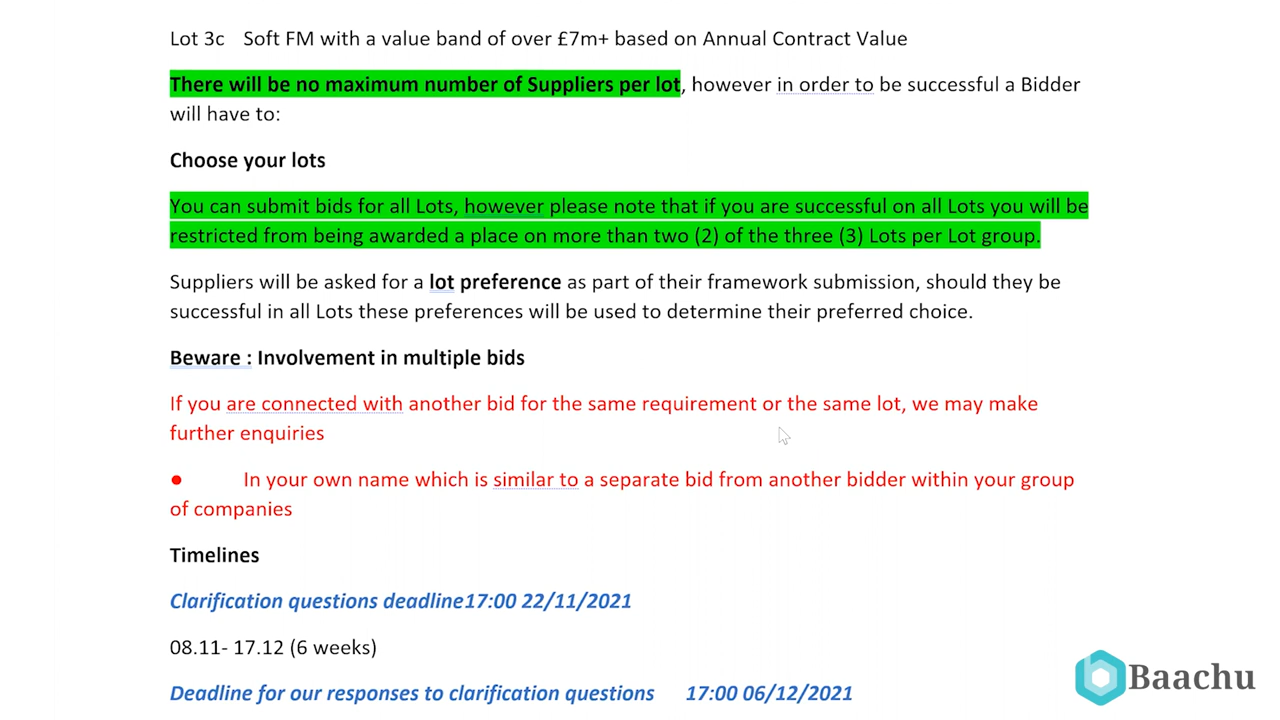 Lot 3c Soft FM with a value band of over £7m+ based on Annual Contract Value
There will be no maximum number of Suppliers per lot, however in order to be successful a Bidder
will have to:
Choose your lots
You can submit bids for all Lots, however please note that if you are successful on all Lots you will be
restricted from being awarded a place on more than two (2) of the three (3) Lots per Lot group.
Suppliers will be asked for a lot preference as part of their framework submission, should they be
successful in all Lots these preferences will be used to determine their preferred choice.
Beware : Involvement in multiple bids
If you are connected with another bid for the same requirement or the same lot, we may make
further enquiries
● In your own name which is similar to a separate bid from another bidder within your group
of companies
Timelines
Clarification questions deadline17:00 22/11/2021
08.11- 17.12 (6 weeks)
Deadline for our responses to clarification questions 17:00 06/12/2021
Baachu